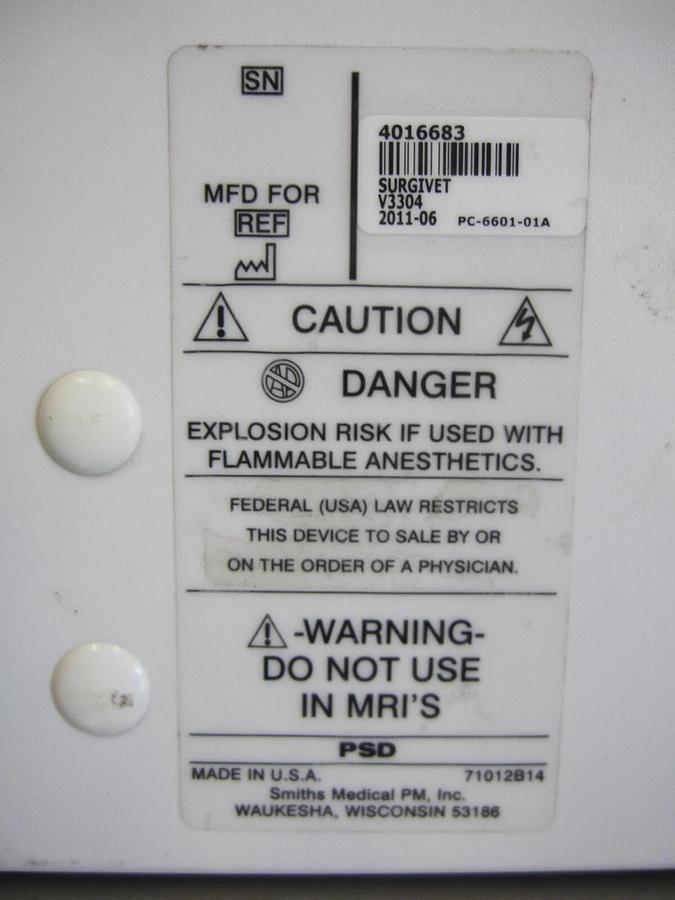 SN
4016683
SURGIVET
MFD FOR
V3304
REF
2011-06 PC-6601-01A
CAUTION
DANGER
EXPLOSION RISK IF USED WITH
FLAMMABLE ANESTHETICS.
FEDERAL (USA) LAW RESTRICTS
THIS DEVICE TO SALE BY OR
ON THE ORDER OF A PHYSICIAN.
-WARNING-
DO NOT USE
IN MRI'S
PSD
MADE IN U.S.A. 71012B14
Smiths Medical PM, Inc.
WAUKESHA, WISCONSIN 53186